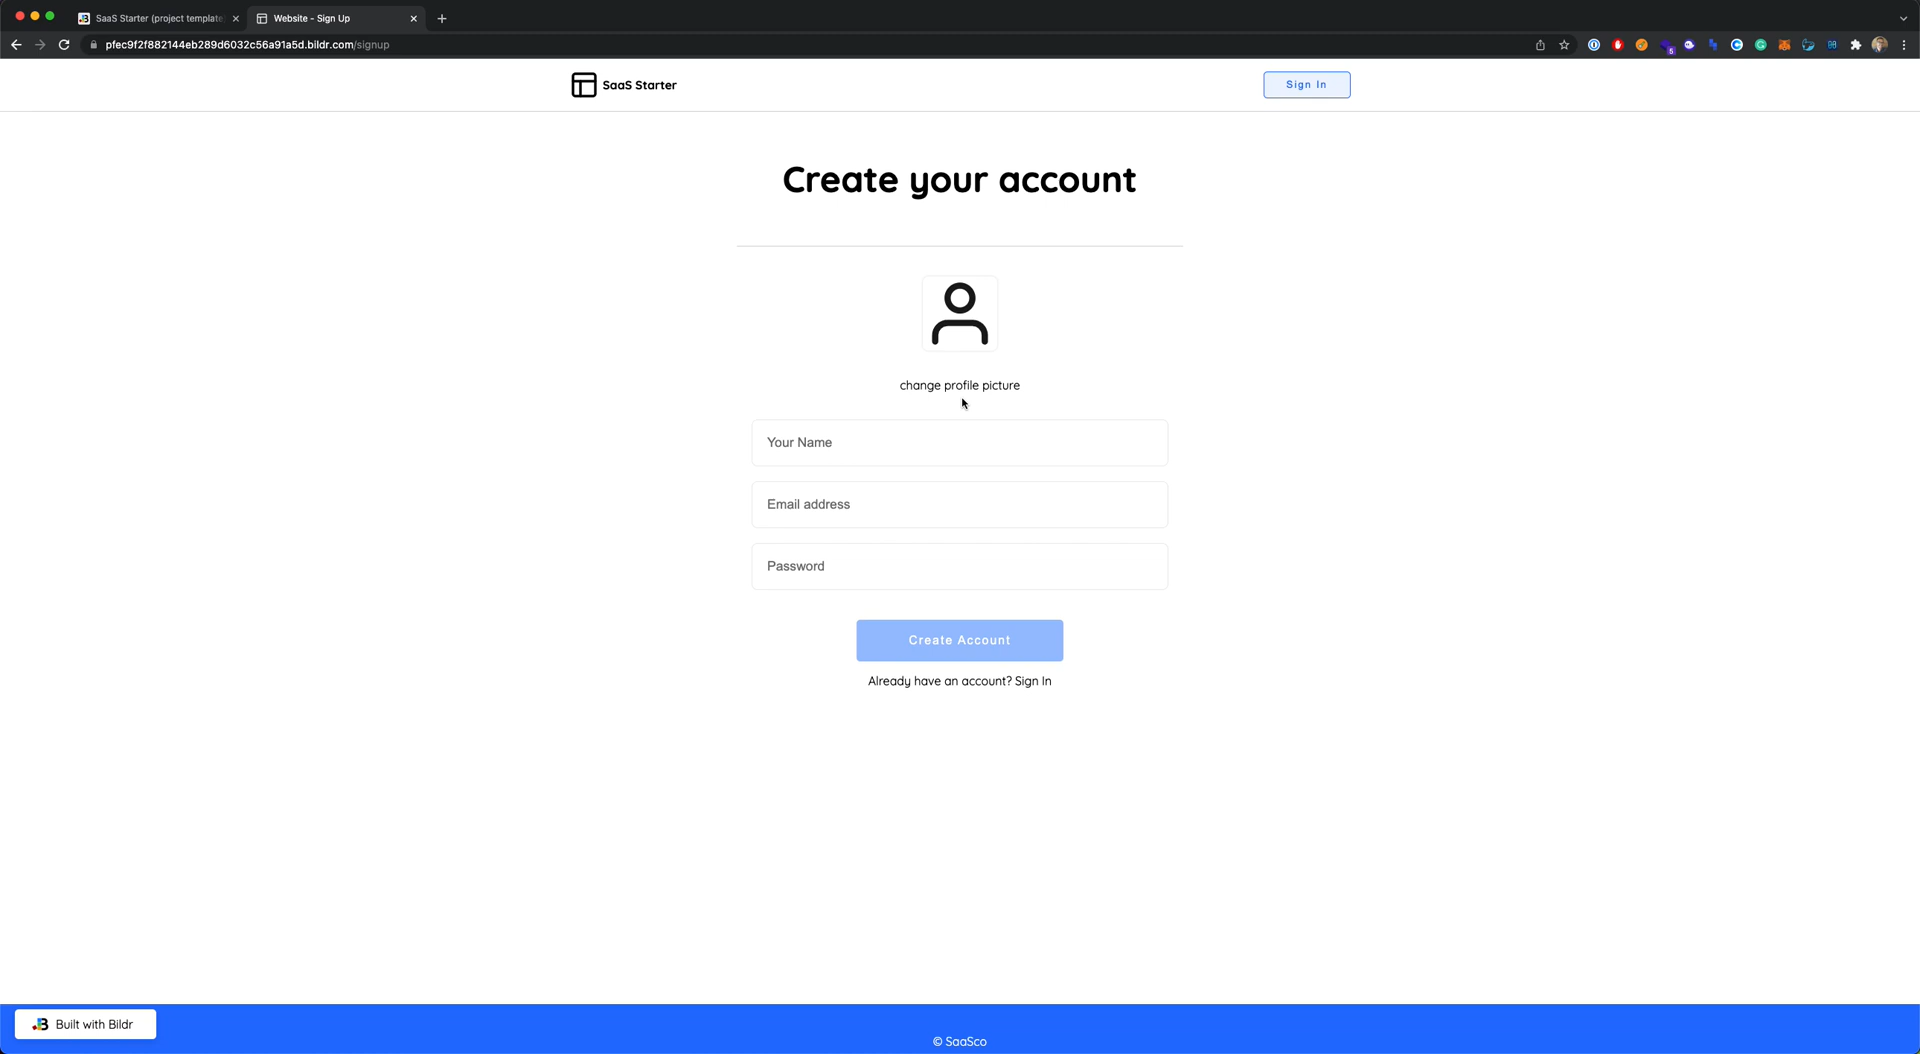 SaaS Starter (project template
Website - Sign Up
pfec9f2f882144eb289d6032c56a91a5d.bildr.com/signup
5
SaaS Starter
Sign In
Create your account
change profile picture
Your Name
Email address
Password
Create Account
Already have an account? Sign In
Built with Bildr
© SaaSco